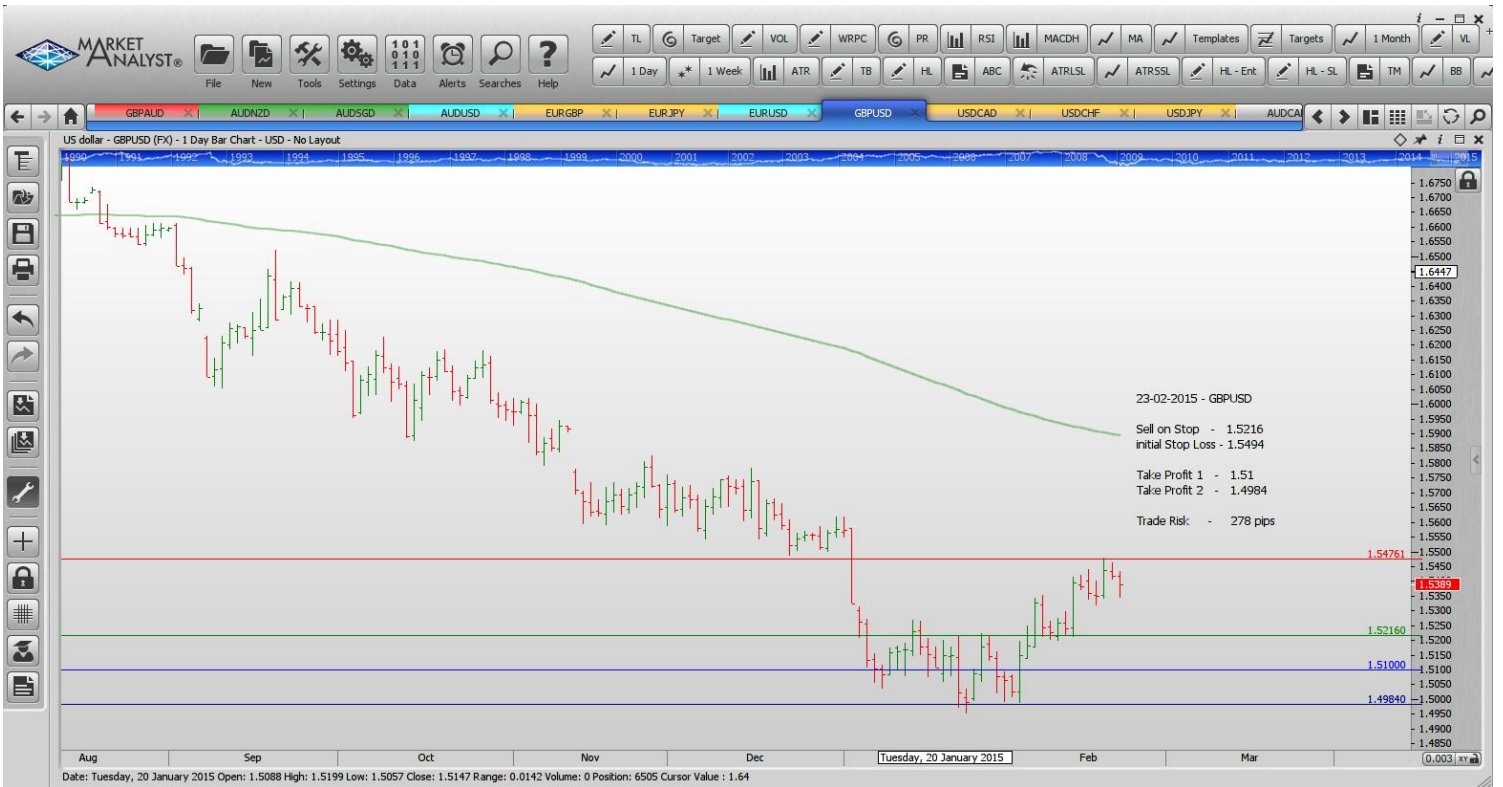 MARKET
ANALYST®
File
New
Tools
Settings
Data
Alerts
Searches
Help
101
010
111
?
TL
Target
VOL
WRPC
PR
RSI
MACDH
MA
Templates
Targets
1 Month
VL
1 Day
1 Week
ATR
TB
HL
ABC
ATRLSL
ATRSSL
HL - Ent
HL - SL
TM
BB
GBPAUD
AUDNZD
AUDSGD
AUDUSD
EURGBP
EURJPY
EURUSD
GBPUSD
USDCAD
USDCHF
USDJPY
AUDCA
US dollar - GBPUSD (FX) - 1 Day Bar Chart - USD - No Layout
1990 1991 1992 1993 1994 1995 1996 1997 1998 1999 2000 2001 2002 2003 2004 2005 2006 2007 2008 2009 2010 2011 2012 2013 2014 2015
1.6750
1.6700
1.6650
1.6600
1.6550
1.6500
1.6447
1.6400
1.6350
1.6300
1.6250
1.6200
1.6150
1.6100
1.6050
1.6000
1.5950
1.5900
1.5850
1.5800
1.5750
1.5700
1.5650
1.5600
1.5550
1.5500
1.5450
1.5389
1.5350
1.5300
1.5250
1.5200
1.5150
1.5100
1.5050
1.5000
1.4950
1.4900
1.4850
23-02-2015 - GBPUSD
Sell on Stop - 1.5216
initial Stop Loss - 1.5494
Take Profit 1 - 1.51
Take Profit 2 - 1.4984
Trade Risk - 278 pips
1.54761
1.52160
1.51000
1.49840
Aug Sep Oct Nov Dec Tuesday, 20 January 2015 Feb Mar
0.003 XY
Date: Tuesday, 20 January 2015 Open: 1.5088 High: 1.5199 Low: 1.5057 Close: 1.5147 Range: 0.0142 Volume: 0 Position: 6505 Cursor Value : 1.64